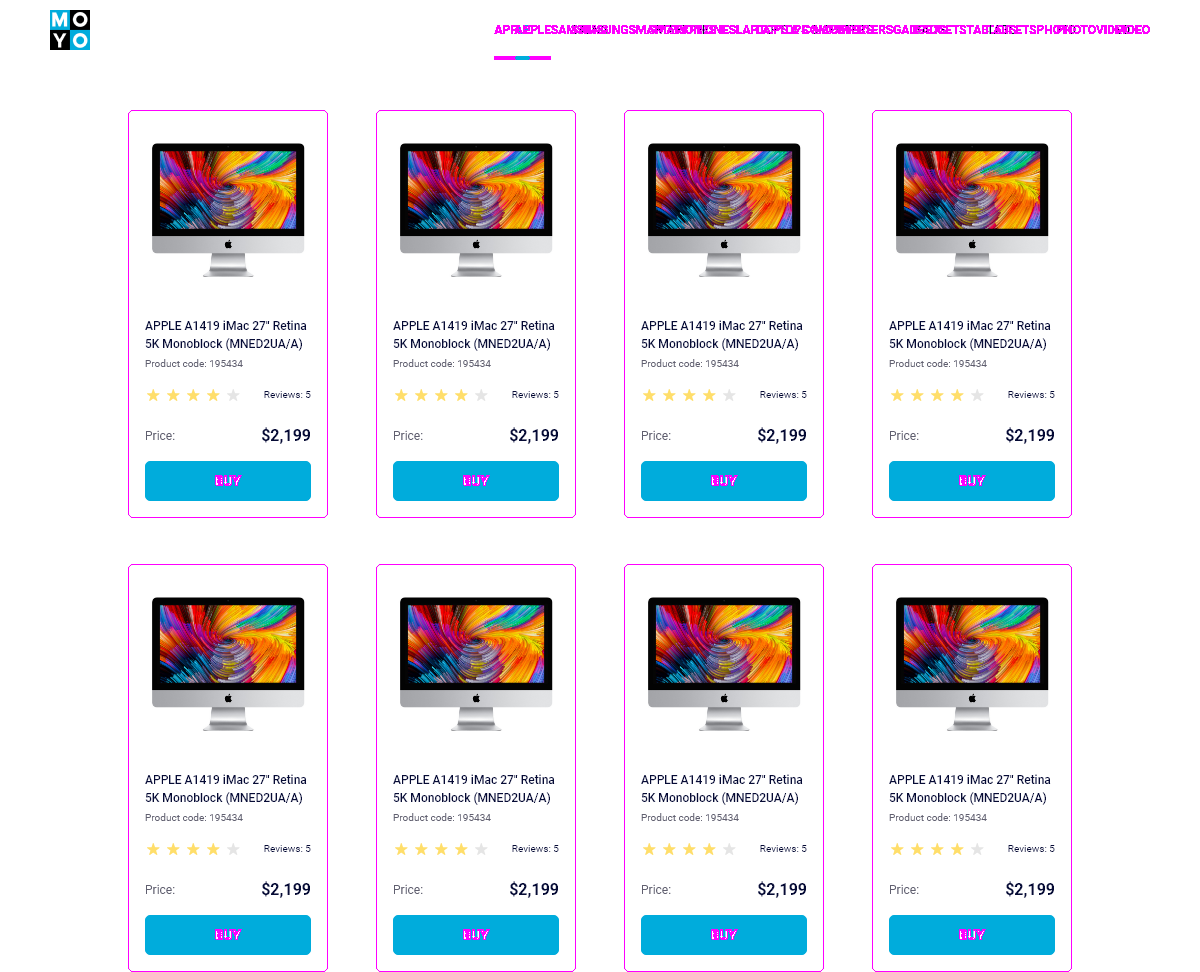 MO
YO
APPLE A1419 iMac 27" Retina
5K Monoblock (MNED2UA/A)
Product code: 195434
Reviews: 5
Price: $2,199
BUY
APPLE A1419 iMac 27" Retina
5K Monoblock (MNED2UA/A)
Product code: 195434
Reviews: 5
Price: $2,199
BUY
APPLE A1419 iMac 27" Retina
5K Monoblock (MNED2UA/A)
Product code: 195434
Reviews: 5
Price: $2,199
BUY
APPLE A1419 iMac 27" Retina
5K Monoblock (MNED2UA/A)
Product code: 195434
Reviews: 5
Price: $2,199
BUY
APPLE A1419 iMac 27" Retina
5K Monoblock (MNED2UA/A)
Product code: 195434
Reviews: 5
Price: $2,199
BUY
APPLE A1419 iMac 27" Retina
5K Monoblock (MNED2UA/A)
Product code: 195434
Reviews: 5
Price: $2,199
BUY
APPLE A1419 iMac 27" Retina
5K Monoblock (MNED2UA/A)
Product code: 195434
Reviews: 5
Price: $2,199
BUY
APPLE A1419 iMac 27" Retina
5K Monoblock (MNED2UA/A)
Product code: 195434
Reviews: 5
Price: $2,199
BUY